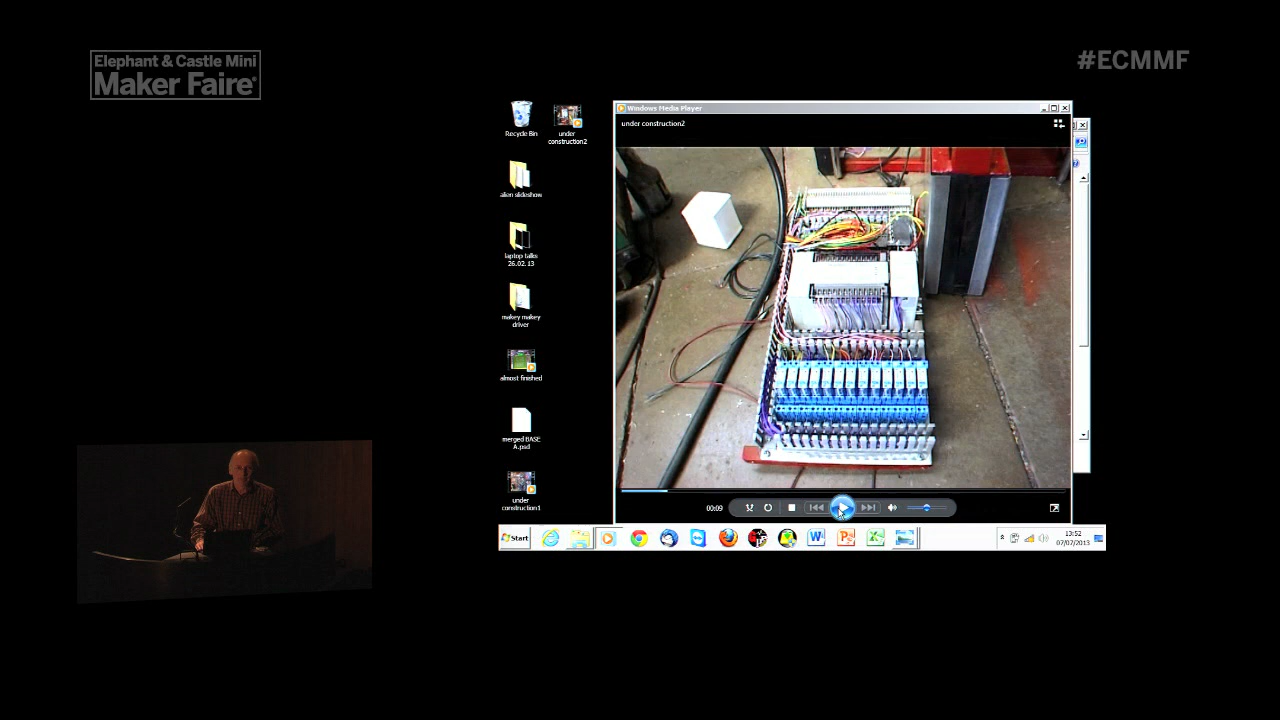 Elephant & Castle Mini
Maker Faire®
#ECMMF
Recycle Bin
under
construction2
alien slideshow
laptop talks
26.02.13
makey makey
driver
almost finished
merged BASE
A.psd
under
construction1
Windows Media Player
under construction2
00:09
Start
13:52
07/07/2013